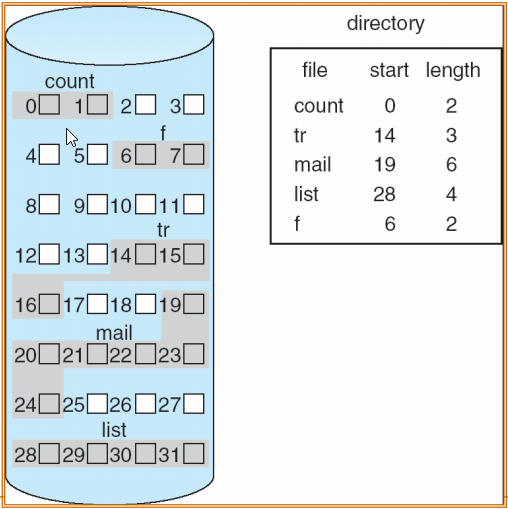 directory
file start length
count 0 2
tr 14 3
mail 19 6
list 28 4
f 6 2
count
0 1 2 3
f
4 5 6 7
8 9 10 11
tr
12 13 14 15
16 17 18 19
mail
20 21 22 23
24 25 26 27
list
28 29 30 31